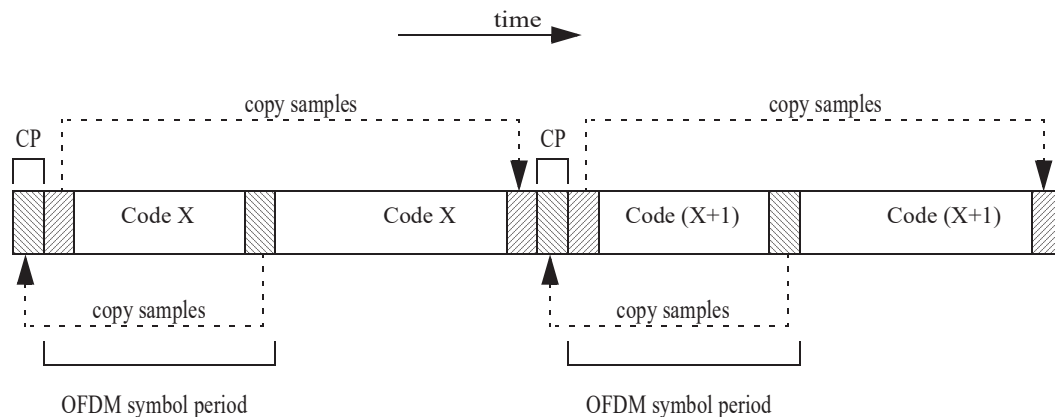 time
copy samples
copy samples
CP
CP
Code X
Code X
Code (X+1)
Code (X+1)
copy samples
copy samples
OFDM symbol period
OFDM symbol period